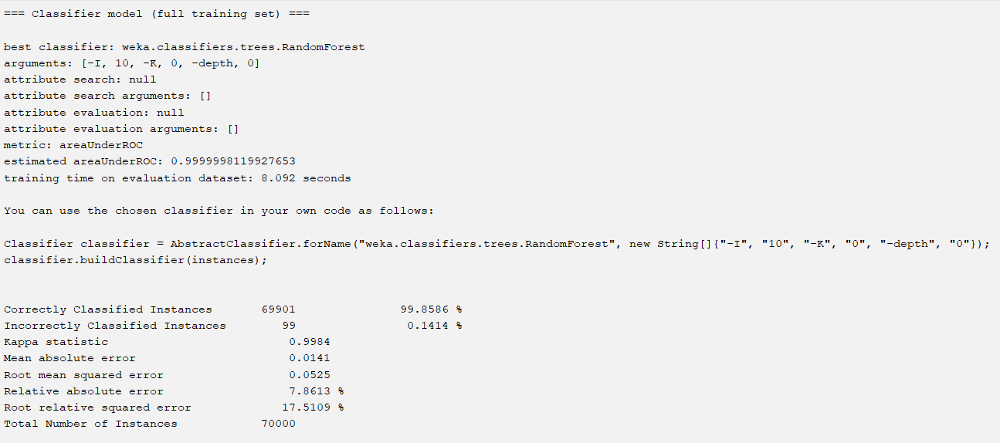 === Classifier model (full training set) ===
best classifier: weka.classifiers.trees.RandomForest
arguments: [-I, 10, -K, 0, -depth, 0]
attribute search: null
attribute search arguments: []
attribute evaluation: null
attribute evaluation arguments: []
metric: areaUnderROC
estimated areaUnderROC: 0.9999998119927653
training time on evaluation dataset: 8.092 seconds
You can use the chosen classifier in your own code as follows:
Classifier classifier = AbstractClassifier.forName("weka.classifiers.trees.RandomForest", new String[]{"-I", "10", "-K", "0", "-depth", "0"});
classifier.buildClassifier(instances);
Correctly Classified Instances 69901 99.8586 %
Incorrectly Classified Instances 99 0.1414 %
Kappa statistic 0.9984
Mean absolute error 0.0141
Root mean squared error 0.0525
Relative absolute error 7.8613 %
Root relative squared error 17.5109 %
Total Number of Instances 70000